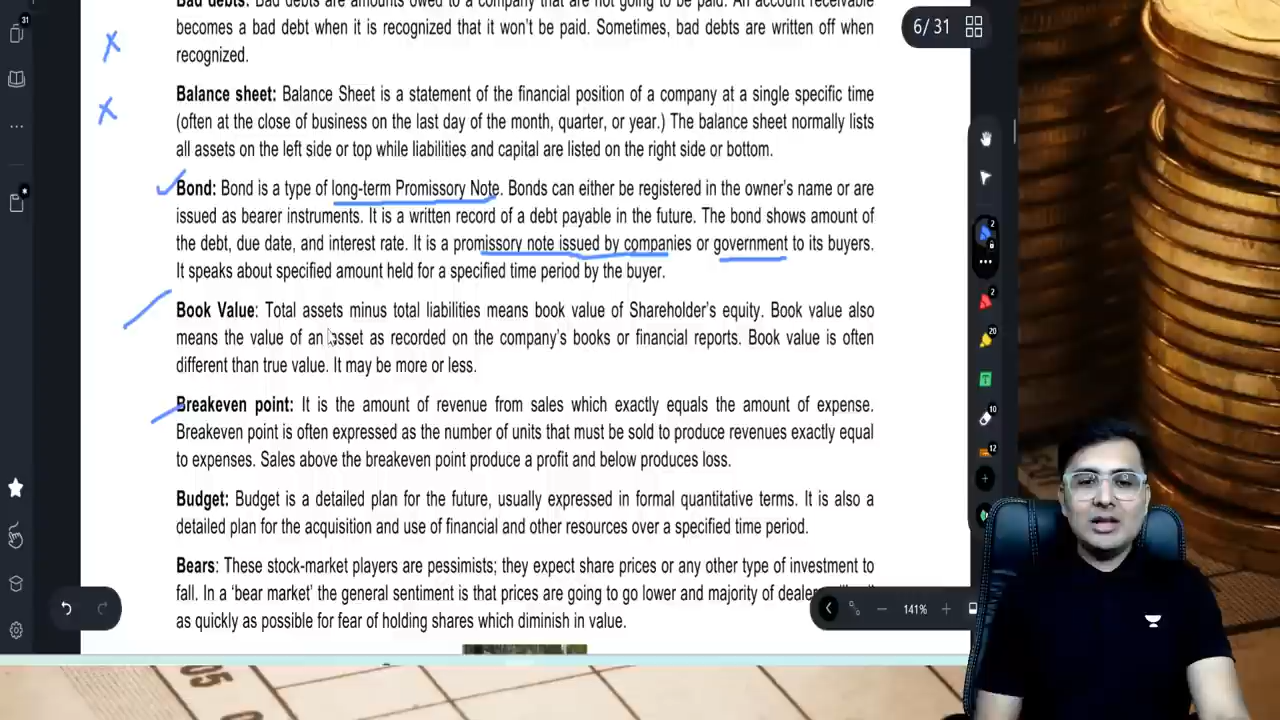 Bad debts: Bad debts are amounts owed to a company that are not going to be paid. An account receivable
becomes a bad debt when it is recognized that it won't be paid. Sometimes, bad debts are written off when
recognized.
Balance sheet: Balance Sheet is a statement of the financial position of a company at a single specific time
(often at the close of business on the last day of the month, quarter, or year.) The balance sheet normally lists
all assets on the left side or top while liabilities and capital are listed on the right side or bottom.
Bond: Bond is a type of long-term Promissory Note. Bonds can either be registered in the owner's name or are
issued as bearer instruments. It is a written record of a debt payable in the future. The bond shows amount of
the debt, due date, and interest rate. It is a promissory note issued by companies or government to its buyers.
It speaks about specified amount held for a specified time period by the buyer.
Book Value: Total assets minus total liabilities means book value of Shareholder's equity. Book value also
means the value of an asset as recorded on the company's books or financial reports. Book value is often
different than true value. It may be more or less.
Breakeven point: It is the amount of revenue from sales which exactly equals the amount of expense.
Breakeven point is often expressed as the number of units that must be sold to produce revenues exactly equal
to expenses. Sales above the breakeven point produce a profit and below produces loss.
Budget: Budget is a detailed plan for the future, usually expressed in formal quantitative terms. It is also a
detailed plan for the acquisition and use of financial and other resources over a specified time period.
Bears: These stock-market players are pessimists; they expect share prices or any other type of investment to
fall. In a 'bear market' the general sentiment is that prices are going to go lower and majority of
as quickly as possible for fear of holding shares which diminish in value.
6/31
31
2
2
20
10
12
141%
05